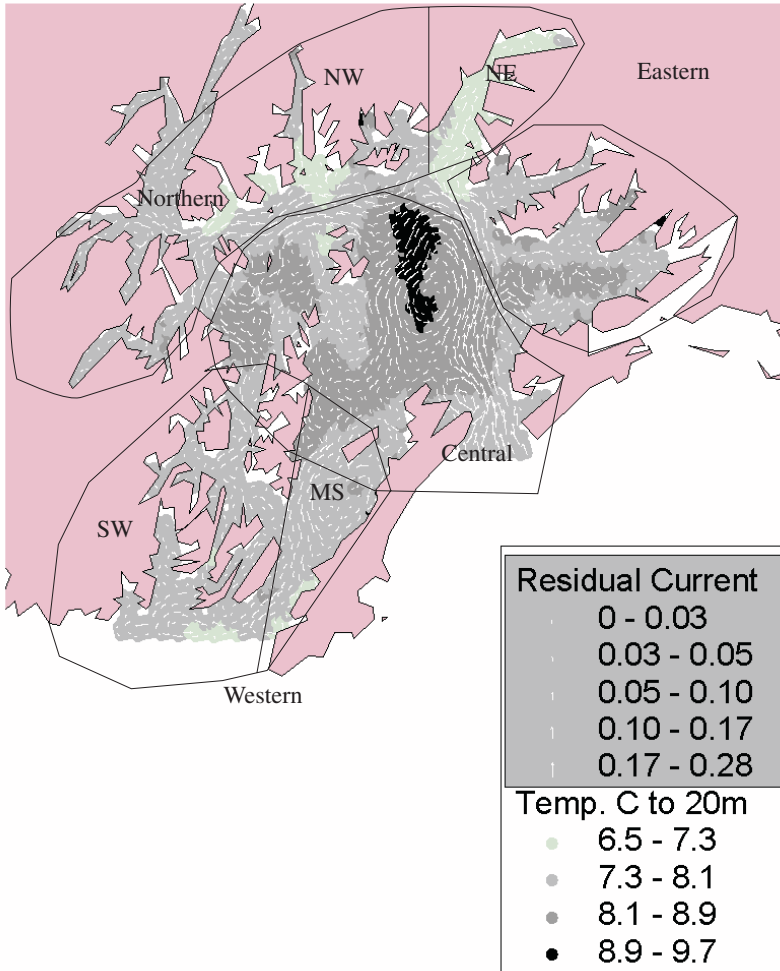 NW
NE
Eastern
Northern
Central
MS
SW
Western
Residual Current
0 - 0.03
0.03 - 0.05
0.05 - 0.10
0.10 - 0.17
0.17 - 0.28
Temp. C to 20m
6.5 - 7.3
7.3 - 8.1
8.1 - 8.9
8.9 - 9.7